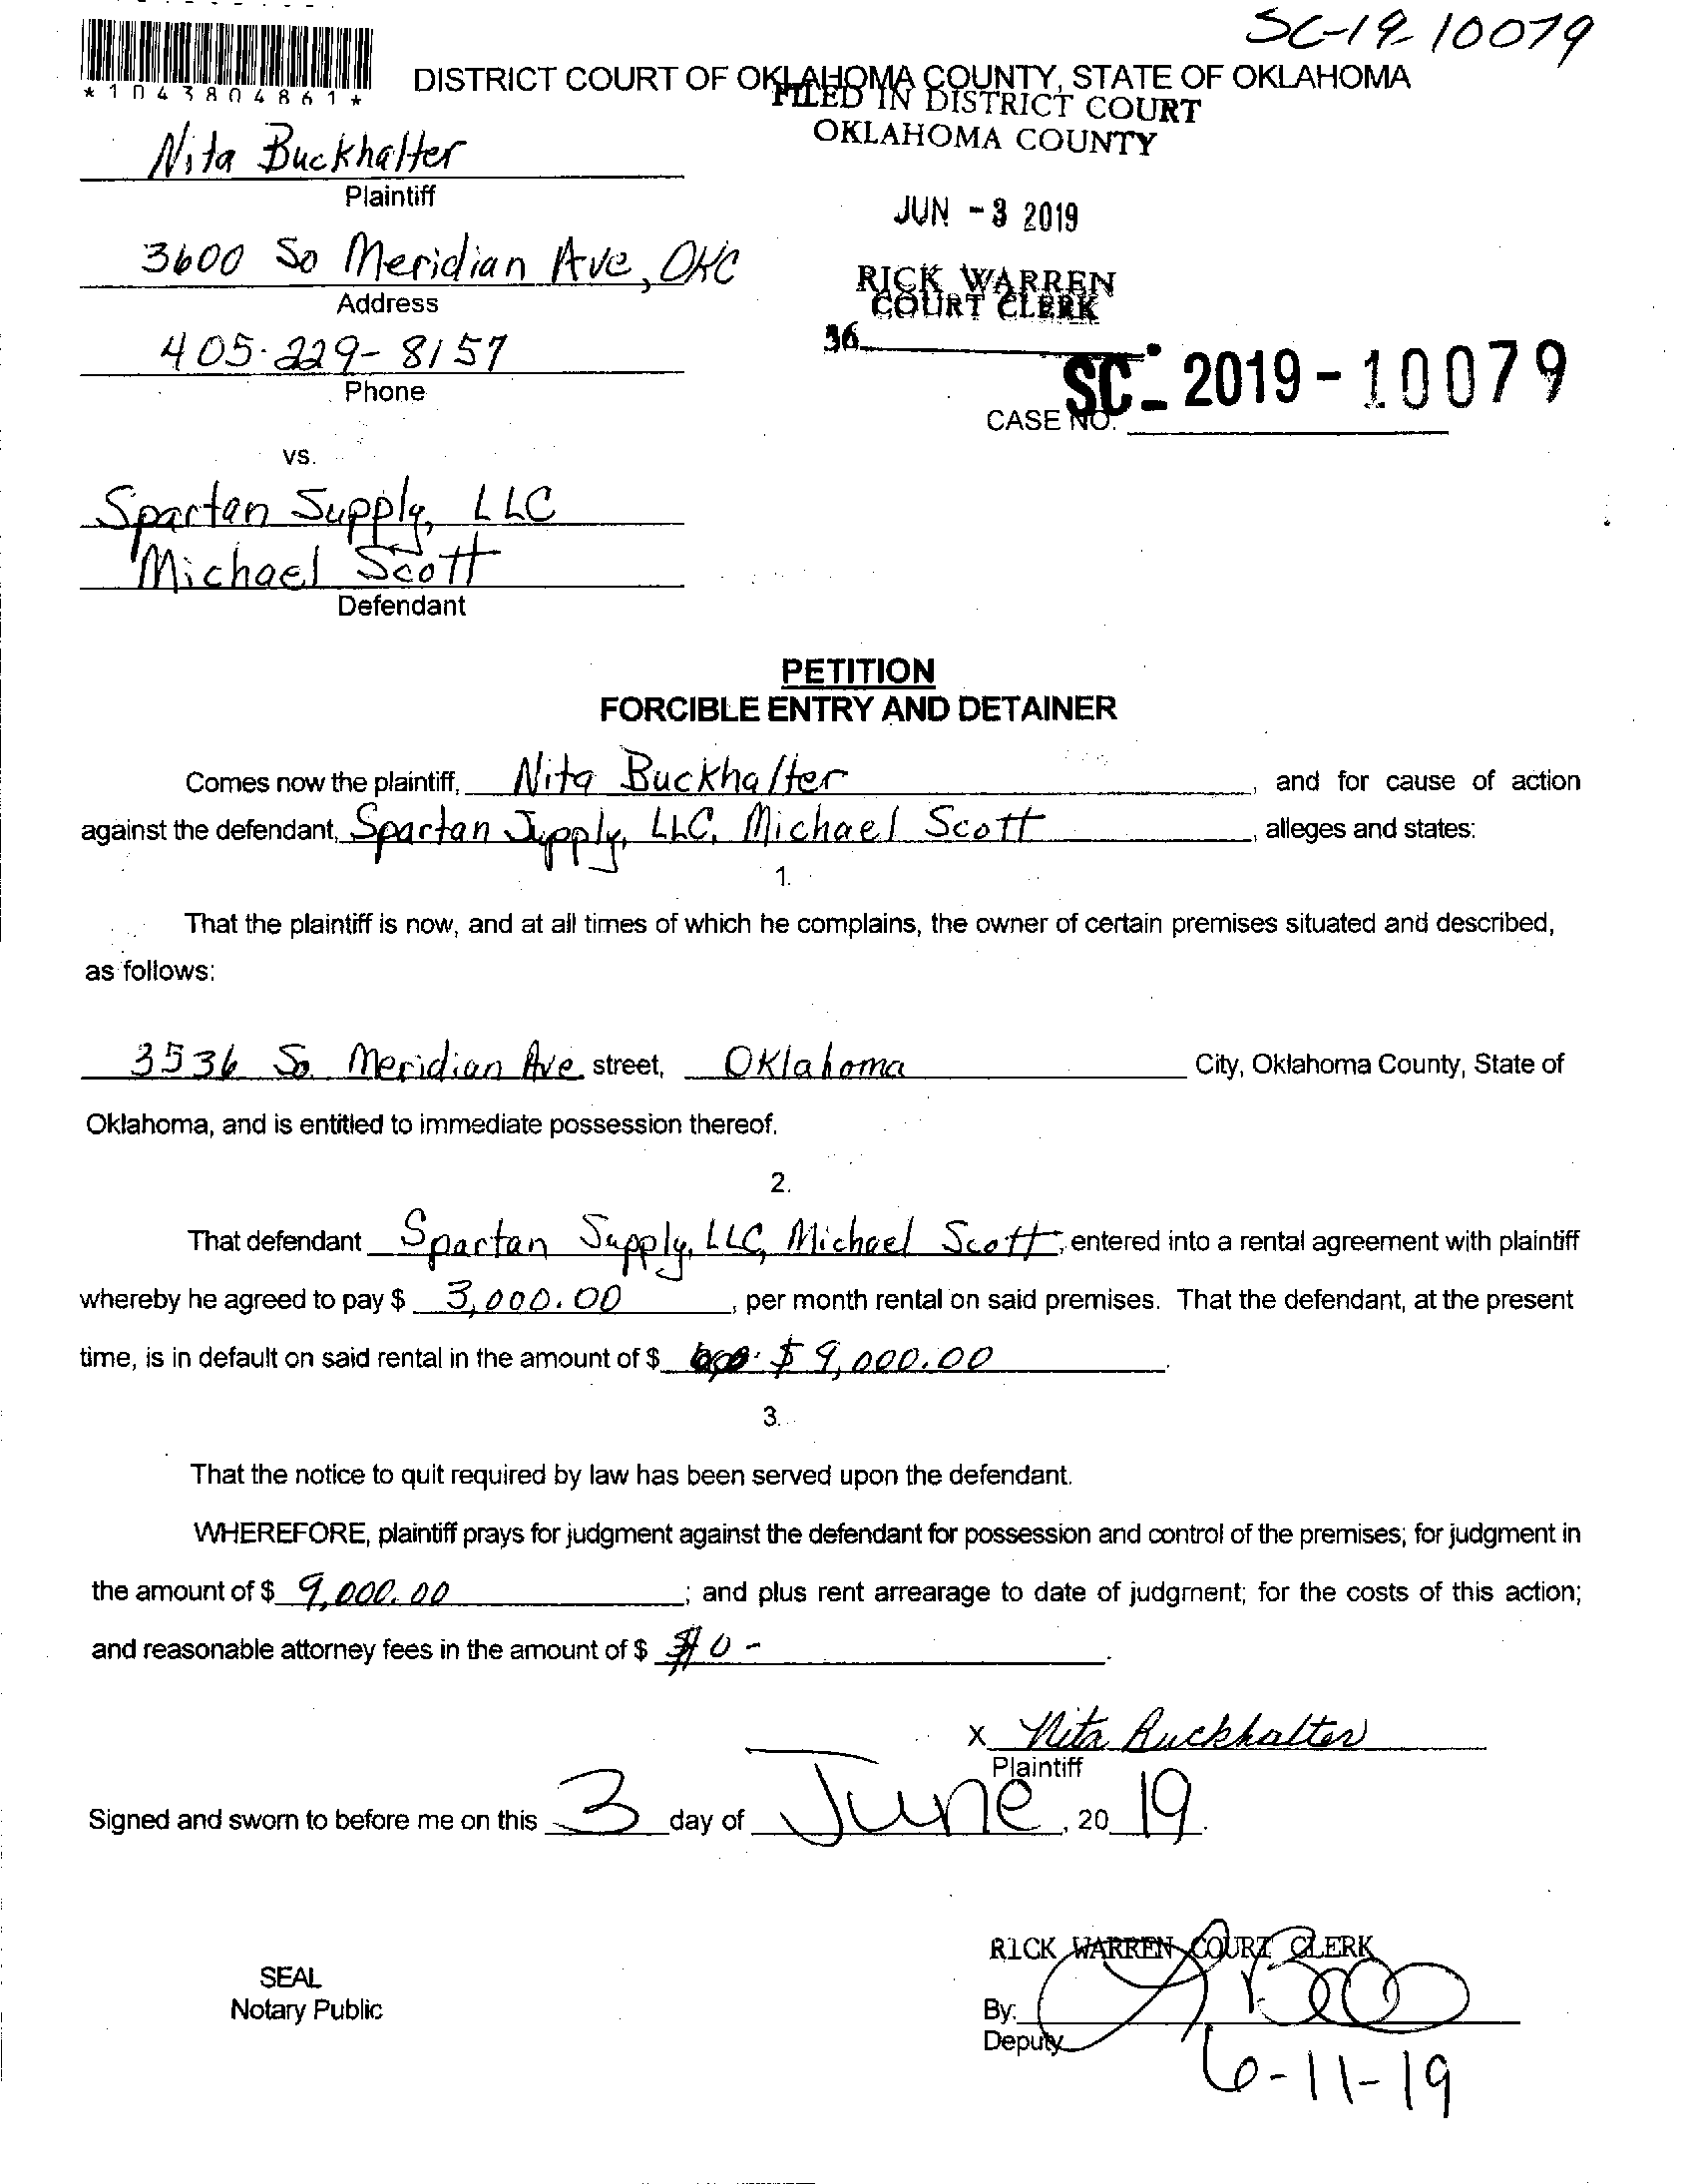 SC-19-10079
*1043804861*
DISTRICT COURT OF OKLAHOMA COUNTY, STATE OF OKLAHOMA
FILED IN DISTRICT COURT
OKLAHOMA COUNTY
Nita Buckhalter
Plaintiff
JUN -3 2019
3600 So Meridian Ave, OKC
Address
RICK WARREN
COURT CLERK
405-229-8157
Phone
36
SC-2019-10079
CASE NO.
vs.
Spartan Supply, LLC
Michael Scott
Defendant
PETITION
FORCIBLE ENTRY AND DETAINER
Comes now the plaintiff, Nita Buckhalter, and for cause of action
against the defendant, Spartan Supply, LLC, Michael Scott, alleges and states:
1.
That the plaintiff is now, and at all times of which he complains, the owner of certain premises situated and described,
as follows:
3536 So. Meridian Ave street, Oklahoma City, Oklahoma County, State of
Oklahoma, and is entitled to immediate possession thereof.
2.
That defendant Spartan Supply, LLC, Michael Scott, entered into a rental agreement with plaintiff
whereby he agreed to pay $ 3,000.00, per month rental on said premises. That the defendant, at the present
time, is in default on said rental in the amount of $ $9,000.00.
3.
That the notice to quit required by law has been served upon the defendant.
WHEREFORE, plaintiff prays for judgment against the defendant for possession and control of the premises; for judgment in
the amount of $ 9,000.00; and plus rent arrearage to date of judgment; for the costs of this action;
and reasonable attorney fees in the amount of $ 0-.
x Nita Buckhalter
Plaintiff
Signed and sworn to before me on this 3 day of June, 20 19.
RICK WARREN COURT CLERK
SEAL
Notary Public
By:
Deputy
6-11-19